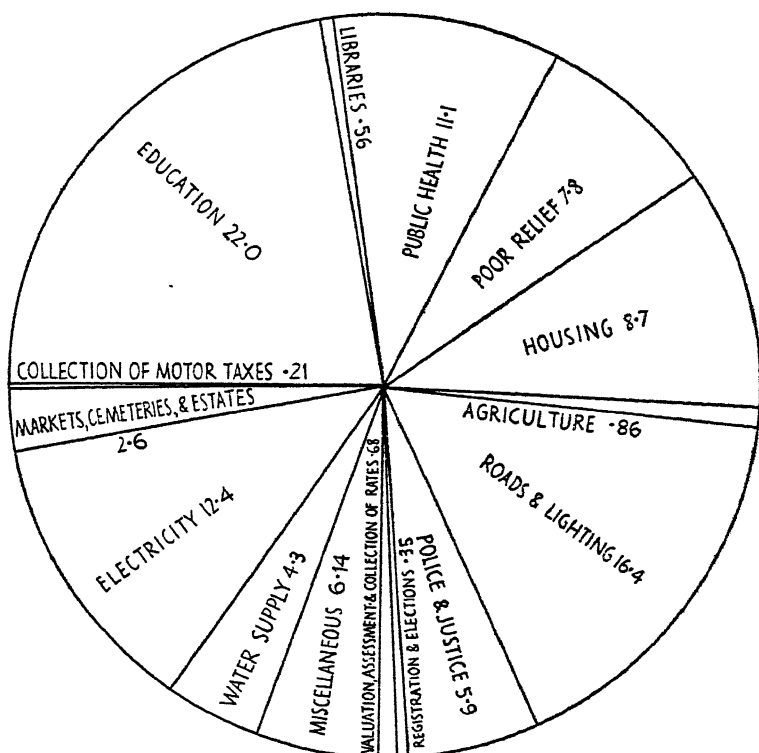 LIBRARIES ·56
PUBLIC HEALTH 11·1
POOR RELIEF 7·8
HOUSING 8·7
AGRICULTURE ·86
ROADS & LIGHTING 16·4
POLICE & JUSTICE 5·9
REGISTRATION & ELECTIONS ·35
VALUATION, ASSESSMENT & COLLECTION OF RATES ·68
MISCELLANEOUS 6·14
WATER SUPPLY 4·3
ELECTRICITY 12·4
MARKETS, CEMETERIES, & ESTATES
2·6
COLLECTION OF MOTOR TAXES ·21
EDUCATION 22·0